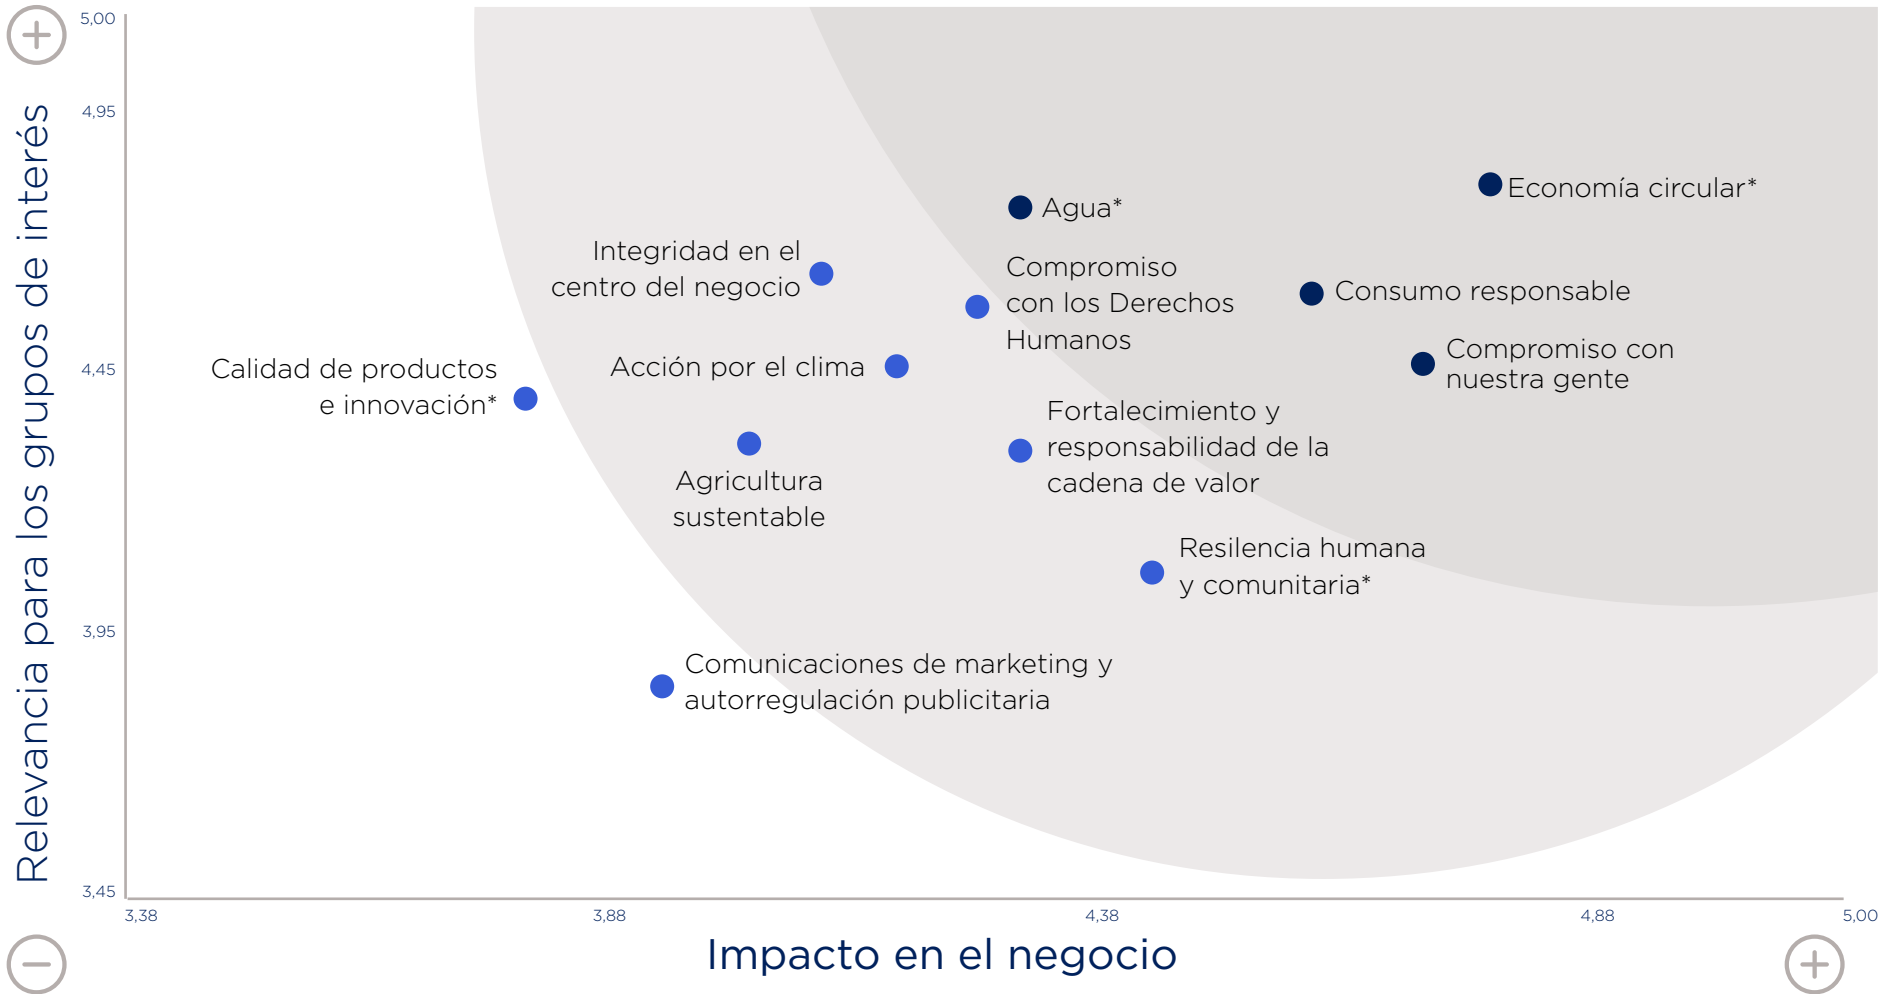 5,00
4,95
4,45
3,95
3,45
Relevancia para los grupos de interés
Economía circular*
Agua*
Integridad en el
centro del negocio
Compromiso
con los Derechos
Humanos
Consumo responsable
Compromiso con
nuestra gente
Calidad de productos
e innovación*
Acción por el clima
Fortalecimiento y
responsabilidad de la
cadena de valor
Agricultura
sustentable
Resilencia humana
y comunitaria*
Comunicaciones de marketing y
autorregulación publicitaria
3,38
3,88
4,38
4,88
5,00
Impacto en el negocio